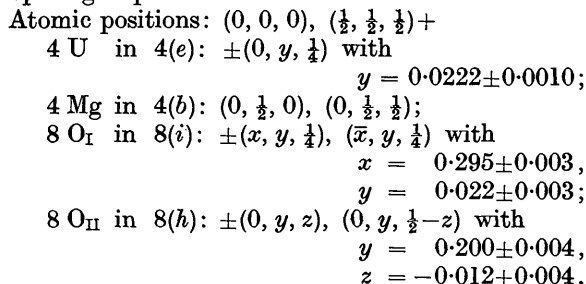 Atomic positions: (0, 0, 0), (½, ½, ½)+
4 U in 4(e): ±(0, y, ¼) with
y = 0·0222±0·0010;
4 Mg in 4(b): (0, ½, 0), (0, ½, ½);
8 O_I in 8(i): ±(x, y, ¼), (x̄, y, ¼) with
x = 0·295±0·003,
y = 0·022±0·003;
8 O_II in 8(h): ±(0, y, z), (0, y, ½−z) with
y = 0·200±0·004,
z = −0·012±0·004.